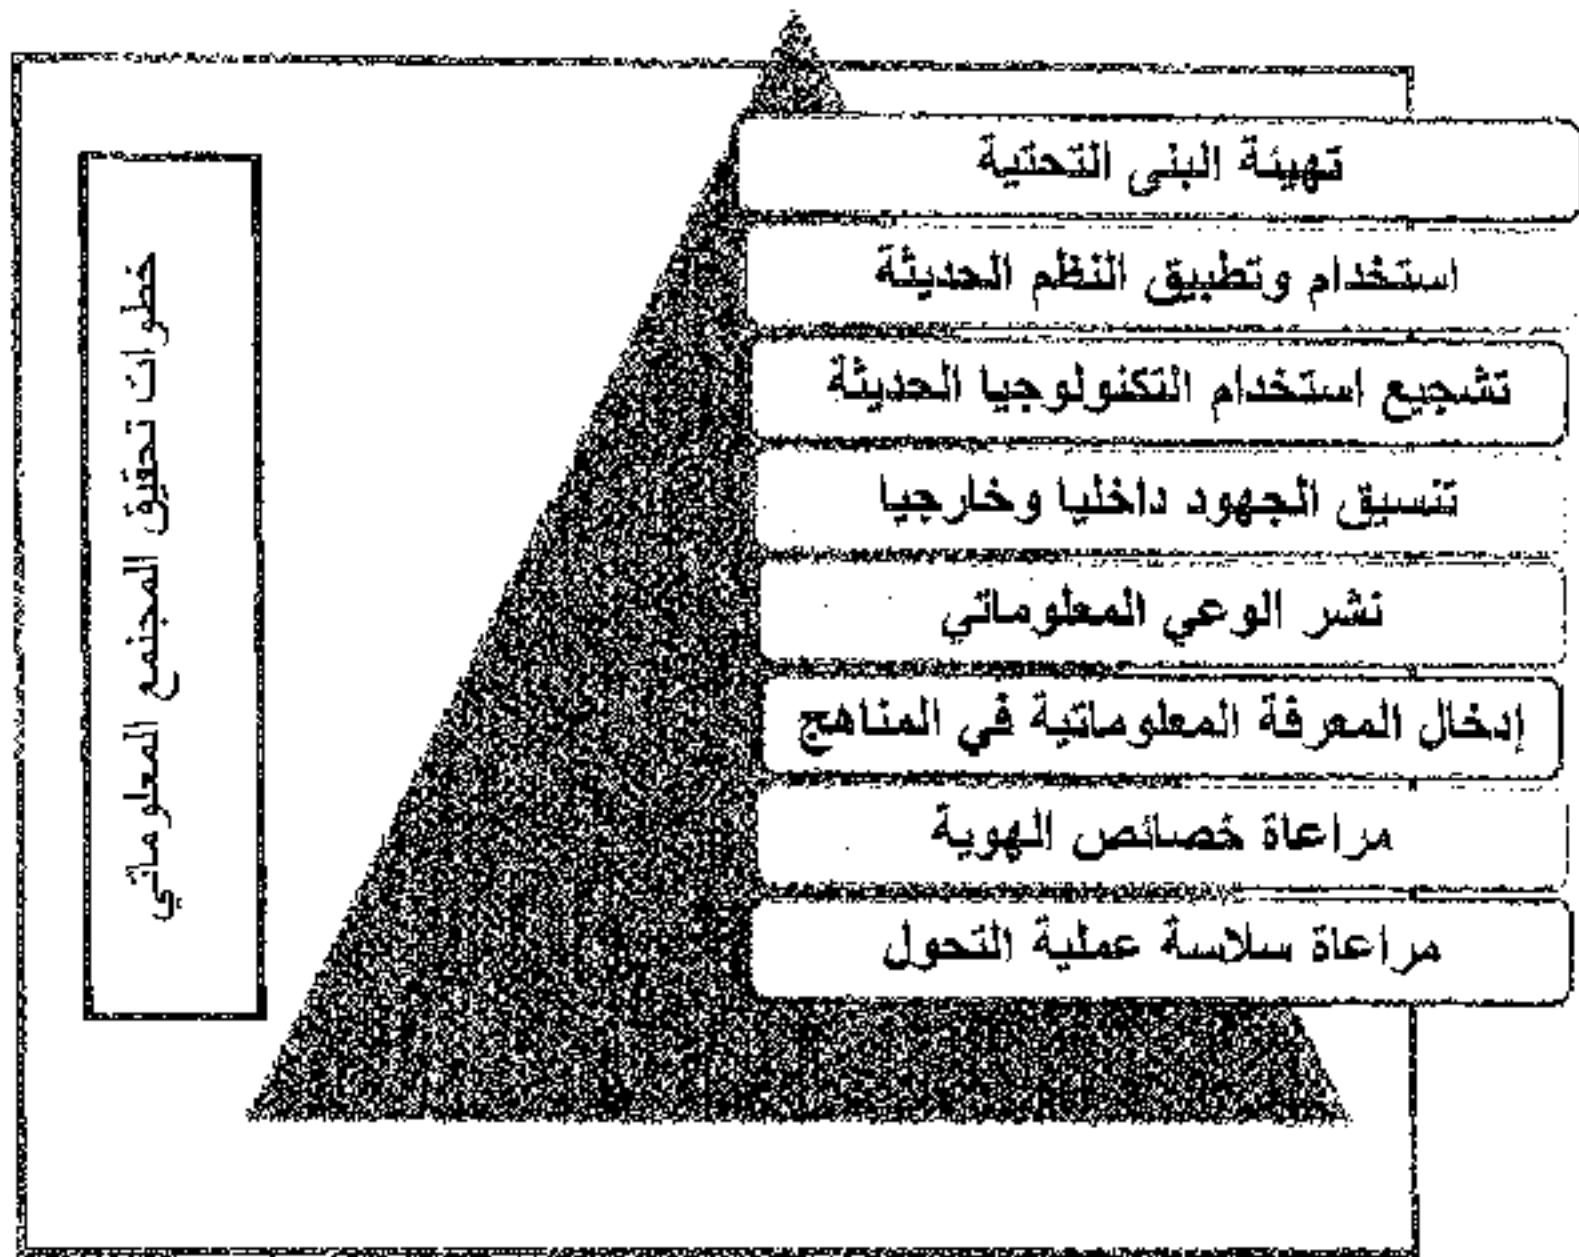 تهيئة البنى التحتية
استخدام وتطبيق النظم الحديثة
تشجيع استخدام التكنولوجيا الحديثة
تنسيق الجهود داخليا وخارجيا
نشر الوعي المعلوماتي
إدخال المعرفة المعلوماتية في المناهج
مراعاة خصائص الهوية
مراعاة سلاسة عملية التحول
خطوات تحقيق المجتمع المعلوماتي